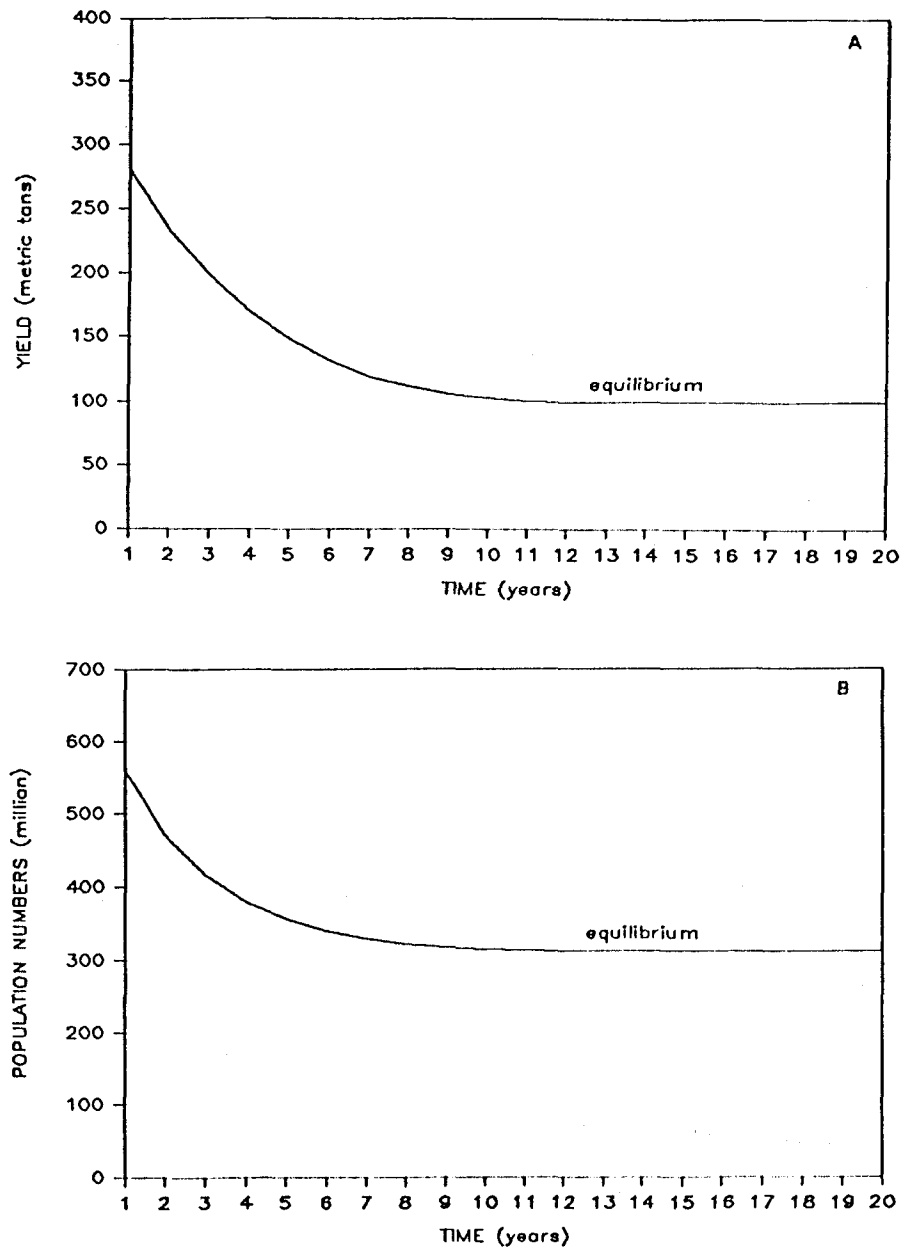 A
400
350
300
250
200
150
100
50
0
YIELD (metric tans)
equilibrium
1 2 3 4 5 6 7 8 9 10 11 12 13 14 15 16 17 18 19 20
TIME (years)
B
700
600
500
400
300
200
100
0
POPULATION NUMBERS (million)
equilibrium
1 2 3 4 5 6 7 8 9 10 11 12 13 14 15 16 17 18 19 20
TIME (years)